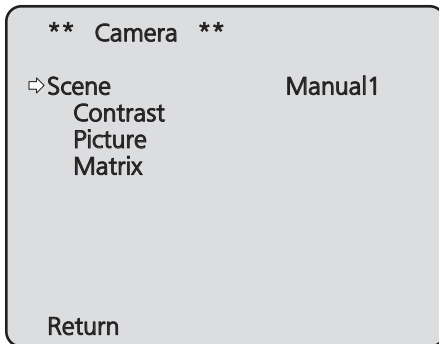 ** Camera **
⇨Scene Manual1
Contrast
Picture
Matrix
Return